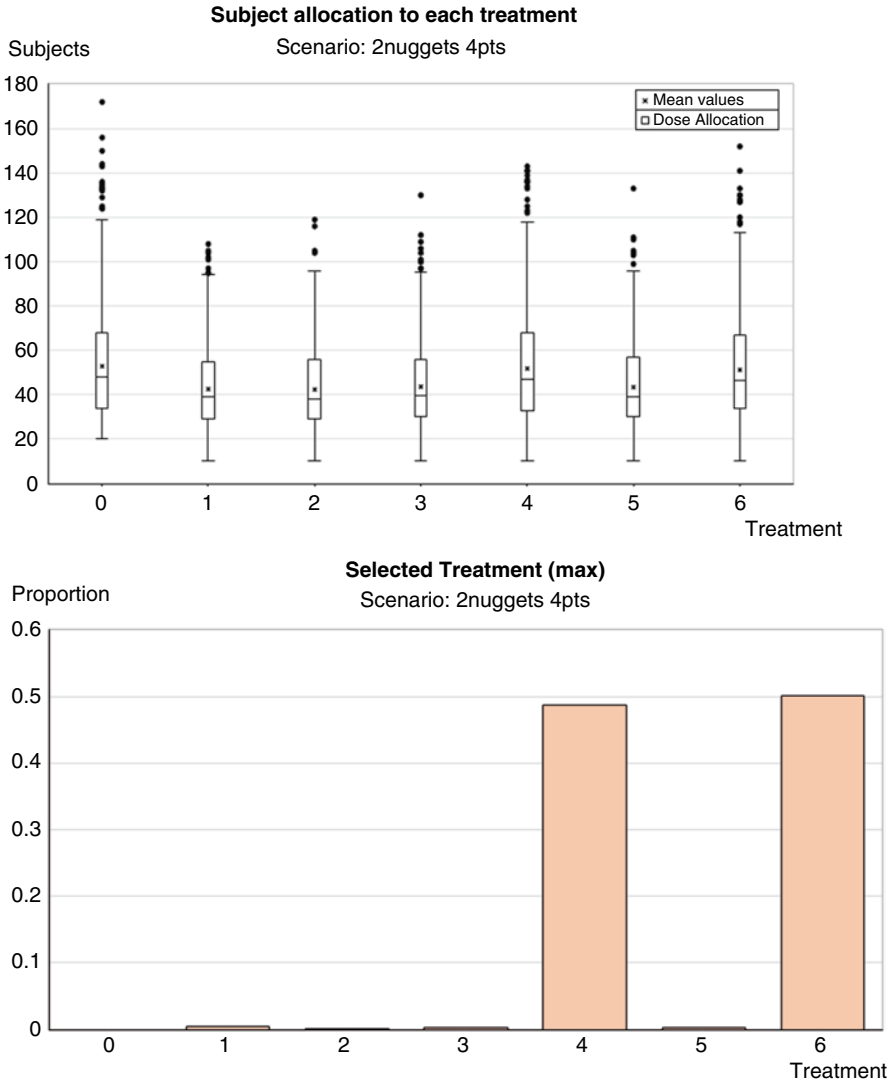 Subject allocation to each treatment
Subjects
Scenario: 2nuggets 4pts
180
160
140
120
100
80
60
40
20
0
Mean values
Dose Allocation
0 1 2 3 4 5 6
Treatment
Selected Treatment (max)
Proportion
Scenario: 2nuggets 4pts
0.6
0.5
0.4
0.3
0.2
0.1
0
0 1 2 3 4 5 6
Treatment